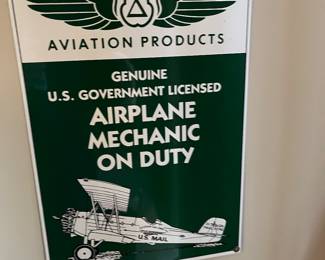 AVIATION PRODUCTS
GENUINE
U.S. GOVERNMENT LICENSED
AIRPLANE
MECHANIC
ON DUTY
U.S. MAIL